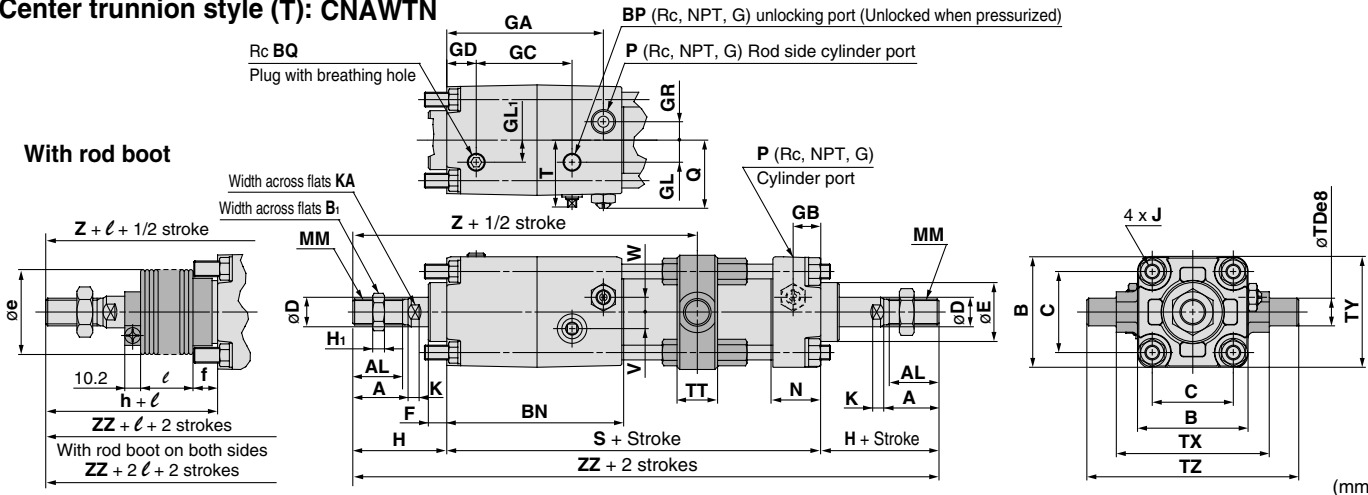 Center trunnion style (T): CNAWTN
BP (Rc, NPT, G) unlocking port (Unlocked when pressurized)
GA
Rc BQ
Plug with breathing hole
GD
GC
P (Rc, NPT, G) Rod side cylinder port
GR
GL1
T
GL
Q
With rod boot
Width across flats KA
Width across flats B1
P (Rc, NPT, G)
Cylinder port
GB
4 x J
øTDe8
Z + ℓ + 1/2 stroke
Z + 1/2 stroke
MM
W
MM
øe
øD
øD
øE
B
C
TY
H1
AL
A
K
V
TT
N
K
AL
A
10.2
ℓ
f
h + ℓ
F
BN
C
B
ZZ + ℓ + 2 strokes
H
S + Stroke
H + Stroke
TX
With rod boot on both sides
ZZ + 2 ℓ + 2 strokes
ZZ + 2 strokes
TZ
(mm